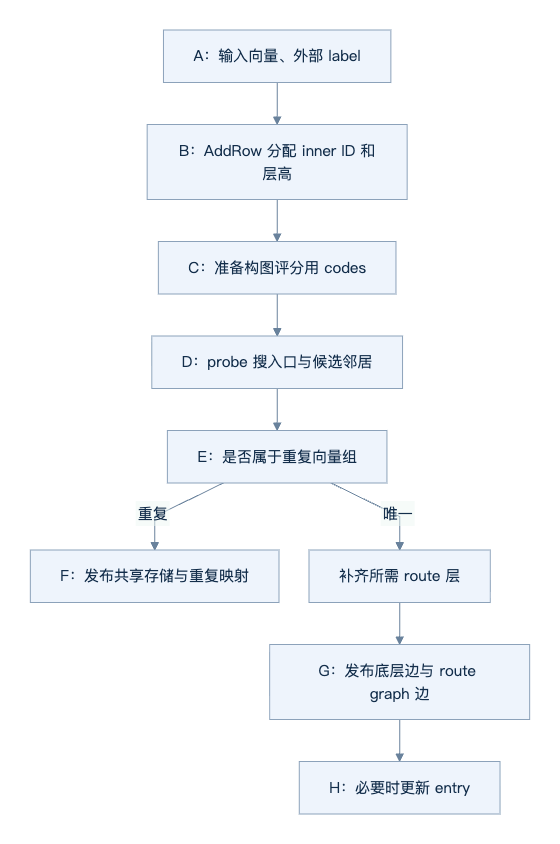 A：输入向量、外部 label
B：AddRow 分配 inner ID 和
层高
C：准备构图评分用 codes
D：probe 搜入口与候选邻居
E：是否属于重复向量组
重复
唯一
F：发布共享存储与重复映射
补齐所需 route 层
G：发布底层边与 route
graph 边
H：必要时更新 entry